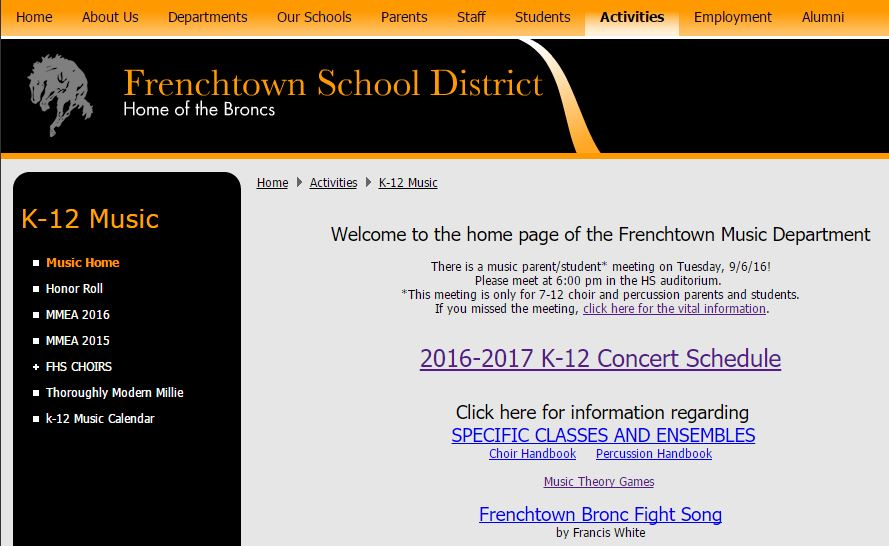 Home About Us Departments Our Schools Parents Staff Students Activities Employment Alumni
Frenchtown School District
Home of the Broncs
K-12 Music
Music Home
Honor Roll
MMEA 2016
MMEA 2015
FHS CHOIRS
Thoroughly Modern Millie
k-12 Music Calendar
Home Activities K-12 Music
Welcome to the home page of the Frenchtown Music Department
There is a music parent/student* meeting on Tuesday, 9/6/16!
Please meet at 6:00 pm in the HS auditorium.
*This meeting is only for 7-12 choir and percussion parents and students.
If you missed the meeting, click here for the vital information.
2016-2017 K-12 Concert Schedule
Click here for information regarding
SPECIFIC CLASSES AND ENSEMBLES
Choir Handbook Percussion Handbook
Music Theory Games
Frenchtown Bronc Fight Song
by Francis White